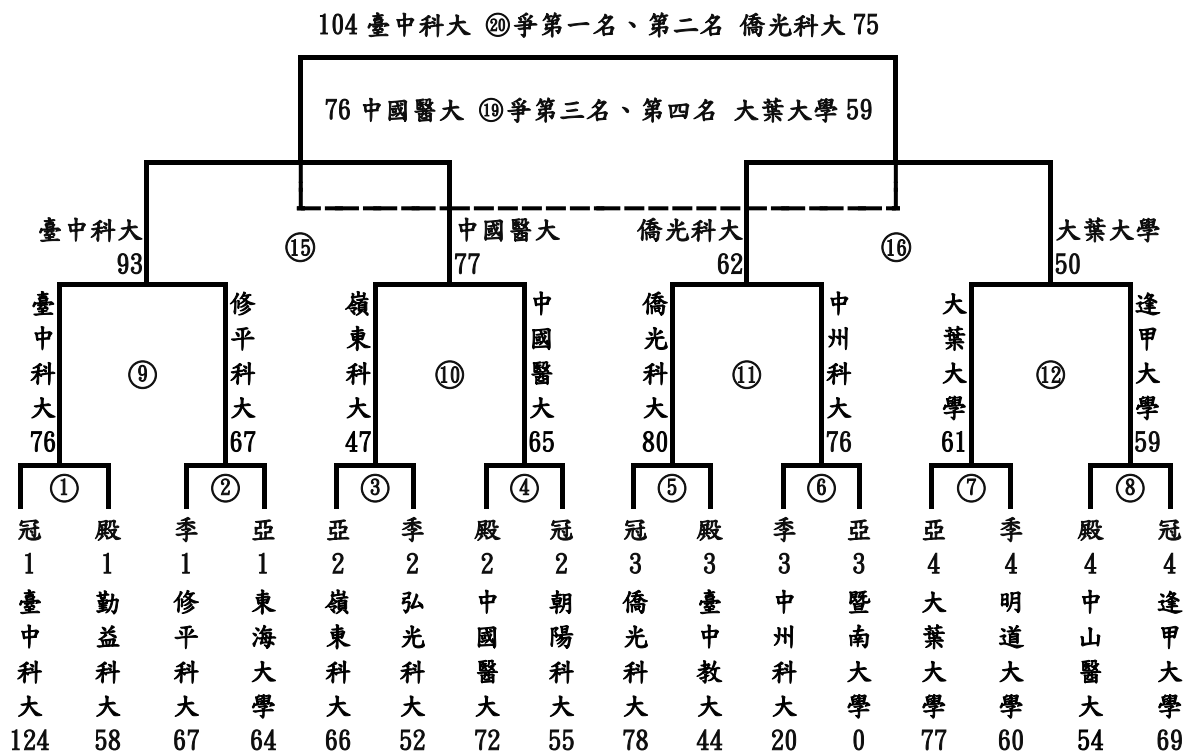 104 臺中科大 ⑳爭第一名、第二名 僑光科大 75
76 中國醫大 ⑲爭第三名、第四名 大葉大學 59
臺中科大 93
⑮
中國醫大 77
僑光科大 62
⑯
大葉大學 50
臺中科大 76
⑨
修平科大 67
嶺東科大 47
⑩
中國醫大 65
僑光科大 80
⑪
中州科大 76
大葉大學 61
⑫
逢甲大學 59
① ② ③ ④ ⑤ ⑥ ⑦ ⑧
冠1 臺中科大 124
殿1 勤益科大 58
季1 修平科大 67
亞1 東海大學 64
亞2 嶺東科大 66
季2 弘光科大 52
殿2 中國醫大 72
冠2 朝陽科大 55
冠3 僑光科大 78
殿3 臺中教大 44
季3 中州科大 20
亞3 暨南大學 0
亞4 大葉大學 77
季4 明道大學 60
殿4 中山醫大 54
冠4 逢甲大學 69